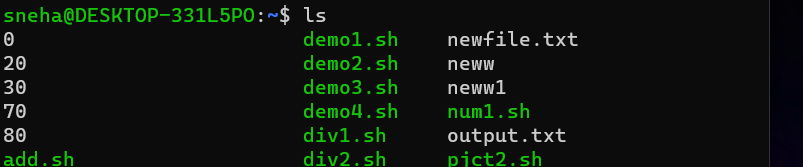 sneha@DESKTOP-331L5PO:~$ ls
0 demo1.sh newfile.txt
20 demo2.sh neww
30 demo3.sh neww1
70 demo4.sh num1.sh
80 div1.sh output.txt
add.sh div2.sh pjct2.sh